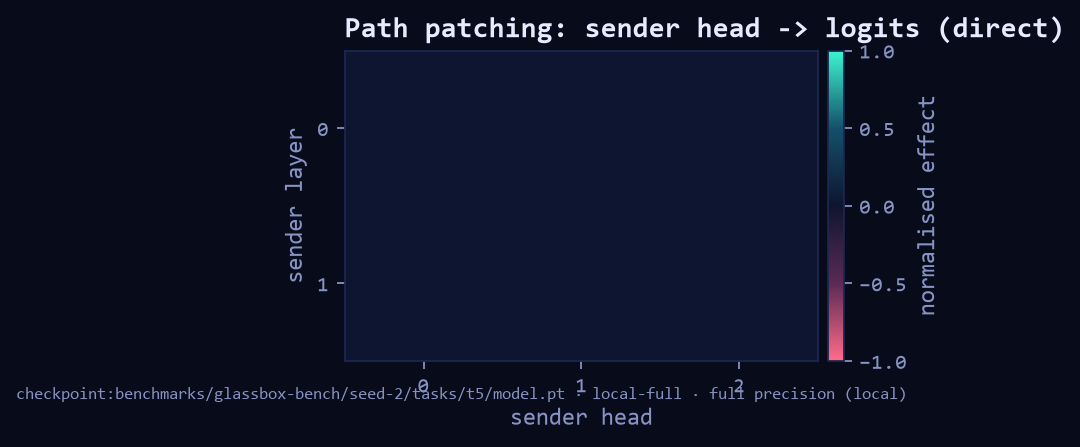 Path patching: sender head -> logits (direct)
1.0
0.5
0.0
−0.5
−1.0
normalised effect
sender layer
0
1
0 1 2
checkpoint:benchmarks/glassbox-bench/seed-2/tasks/t5/model.pt · local-full · full precision (local)
sender head